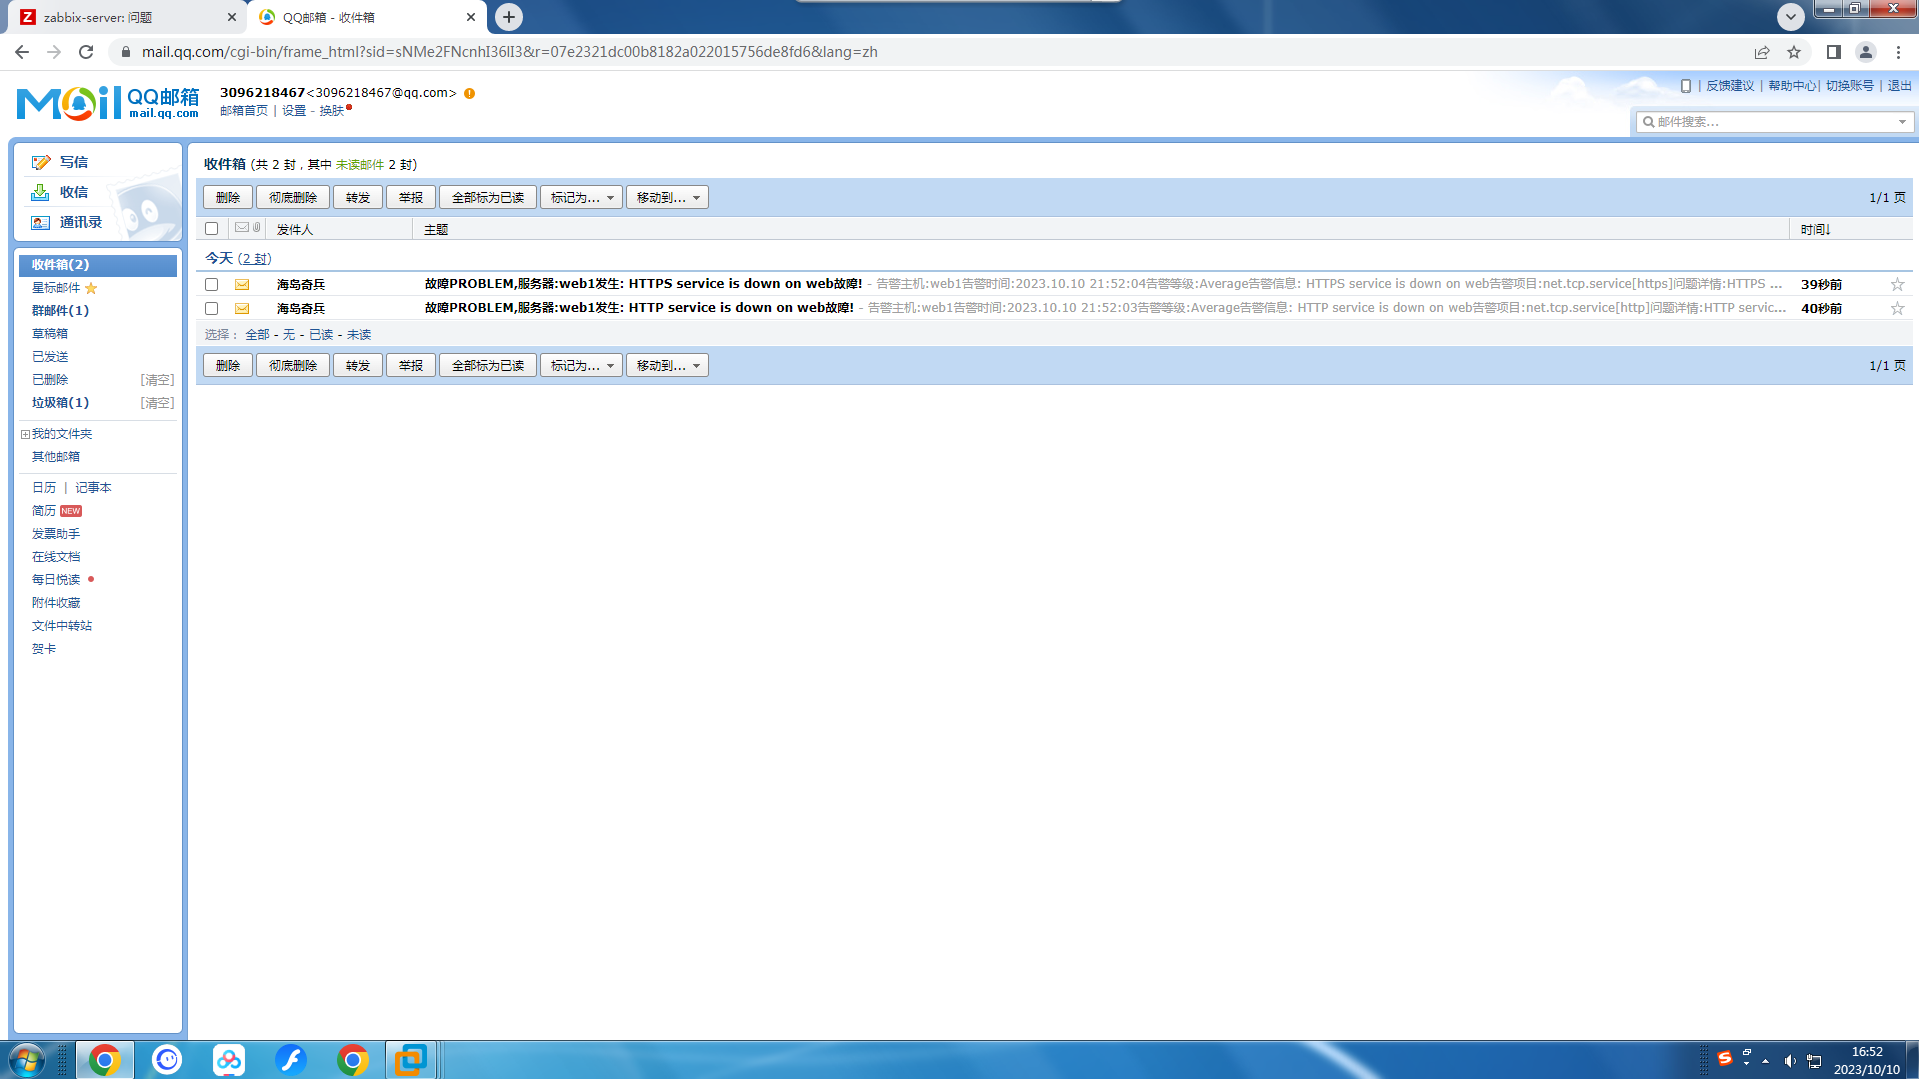 zabbix-server: 问题
QQ邮箱 - 收件箱
mail.qq.com/cgi-bin/frame_html?sid=sNMe2FNcnhI36lI3&r=07e2321dc00b8182a022015756de8fd6&lang=zh
Mail QQ邮箱
mail.qq.com
3096218467<3096218467@qq.com>
邮箱首页 | 设置 - 换肤
| 反馈建议 | 帮助中心 | 切换账号 | 退出
邮件搜索...
写信
收信
通讯录
收件箱(2)
星标邮件
群邮件(1)
草稿箱
已发送
已删除 [清空]
垃圾箱(1) [清空]
我的文件夹
其他邮箱
日历 | 记事本
简历 NEW
发票助手
在线文档
每日悦读
附件收藏
文件中转站
贺卡
收件箱 (共 2 封，其中 未读邮件 2 封)
删除 彻底删除 转发 举报 全部标为已读 标记为... 移动到... 1/1 页
发件人 主题 时间↓
今天 (2 封)
海岛奇兵 故障PROBLEM,服务器:web1发生: HTTPS service is down on web故障! - 告警主机:web1告警时间:2023.10.10 21:52:04告警等级:Average告警信息: HTTPS service is down on web告警项目:net.tcp.service[https]问题详情:HTTPS ... 39秒前
海岛奇兵 故障PROBLEM,服务器:web1发生: HTTP service is down on web故障! - 告警主机:web1告警时间:2023.10.10 21:52:03告警等级:Average告警信息: HTTP service is down on web告警项目:net.tcp.service[http]问题详情:HTTP servic... 40秒前
选择： 全部 - 无 - 已读 - 未读
删除 彻底删除 转发 举报 全部标为已读 标记为... 移动到... 1/1 页
16:52
2023/10/10